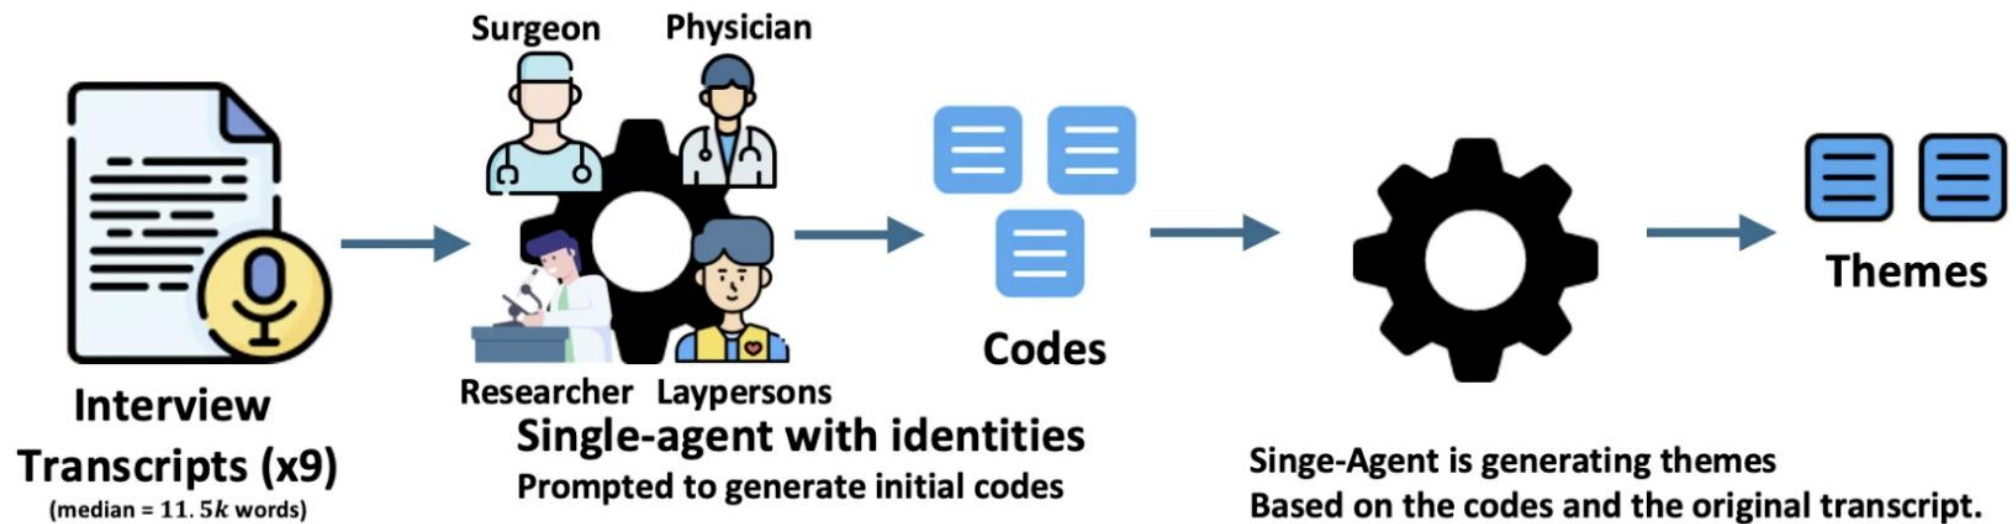 Surgeon
Physician
Interview
Transcripts (x9)
(median = 11.5k words)
Researcher
Laypersons
Single-agent with identities
Prompted to generate initial codes
Codes
Singe-Agent is generating themes
Based on the codes and the original transcript.
Themes